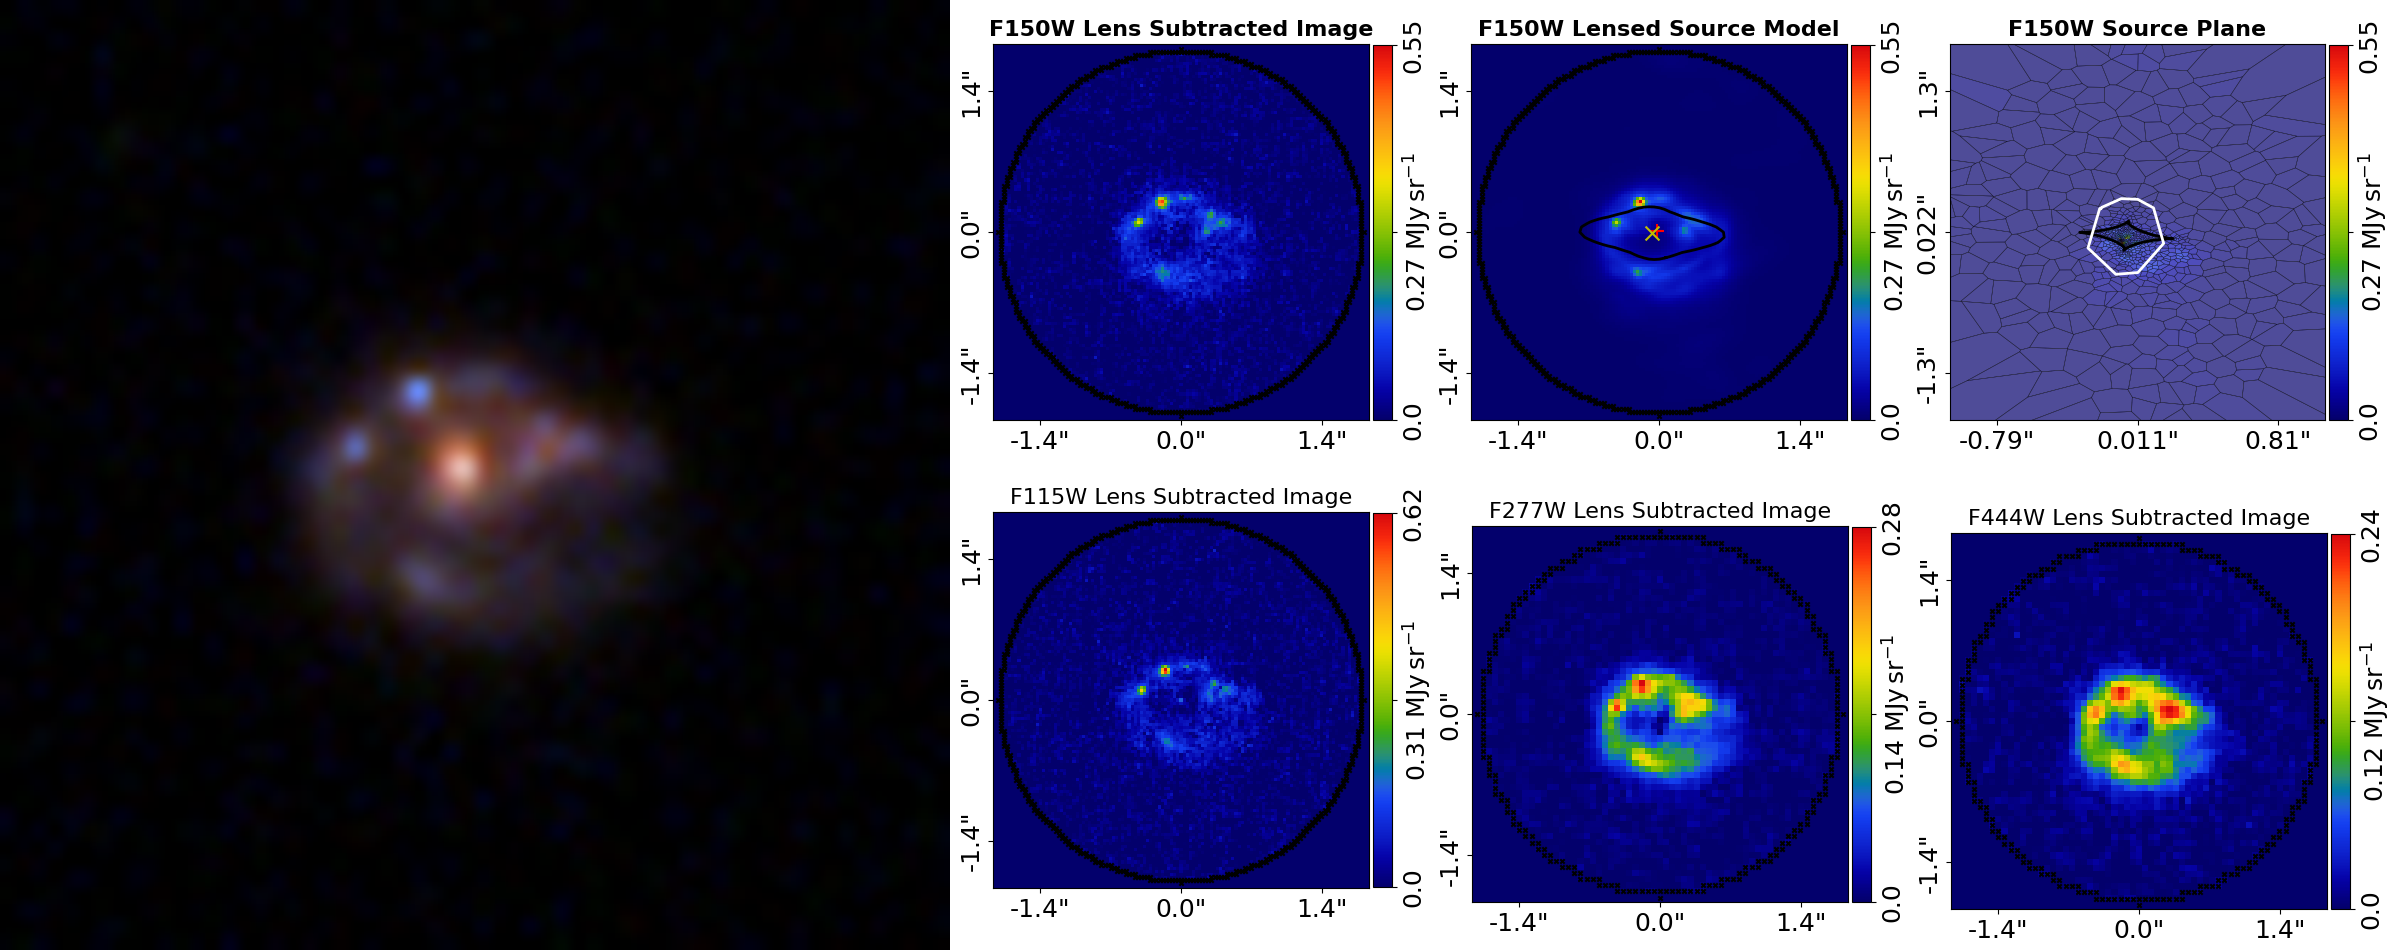 F150W Lens Subtracted Image
1.4"
0.0"
-1.4"
-1.4" 0.0" 1.4"
0.55
0.27 MJy sr⁻¹
0.0
F150W Lensed Source Model
1.4"
0.0"
-1.4"
-1.4" 0.0" 1.4"
0.55
0.27 MJy sr⁻¹
0.0
F150W Source Plane
1.3"
0.022"
-1.3"
-0.79" 0.011" 0.81"
0.55
0.27 MJy sr⁻¹
0.0
F115W Lens Subtracted Image
1.4"
0.0"
-1.4"
-1.4" 0.0" 1.4"
0.62
0.31 MJy sr⁻¹
0.0
F277W Lens Subtracted Image
1.4"
0.0"
-1.4"
-1.4" 0.0" 1.4"
0.28
0.14 MJy sr⁻¹
0.0
F444W Lens Subtracted Image
1.4"
0.0"
-1.4"
-1.4" 0.0" 1.4"
0.24
0.12 MJy sr⁻¹
0.0